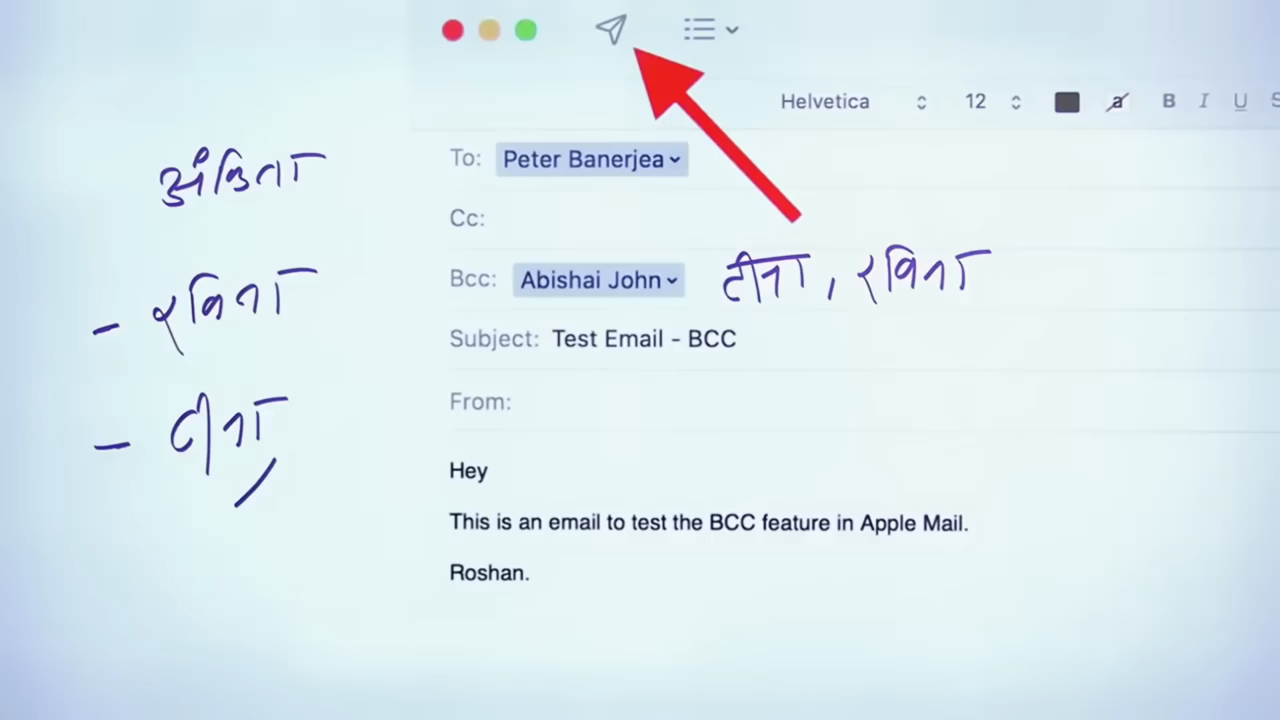 Helvetica 12 a B I U S
To: Peter Banerjea
Cc:
Bcc: Abishai John टीना, रविना
Subject: Test Email - BCC
From:
Hey
This is an email to test the BCC feature in Apple Mail.
Roshan.
अंकिता
- रविना
- टीना